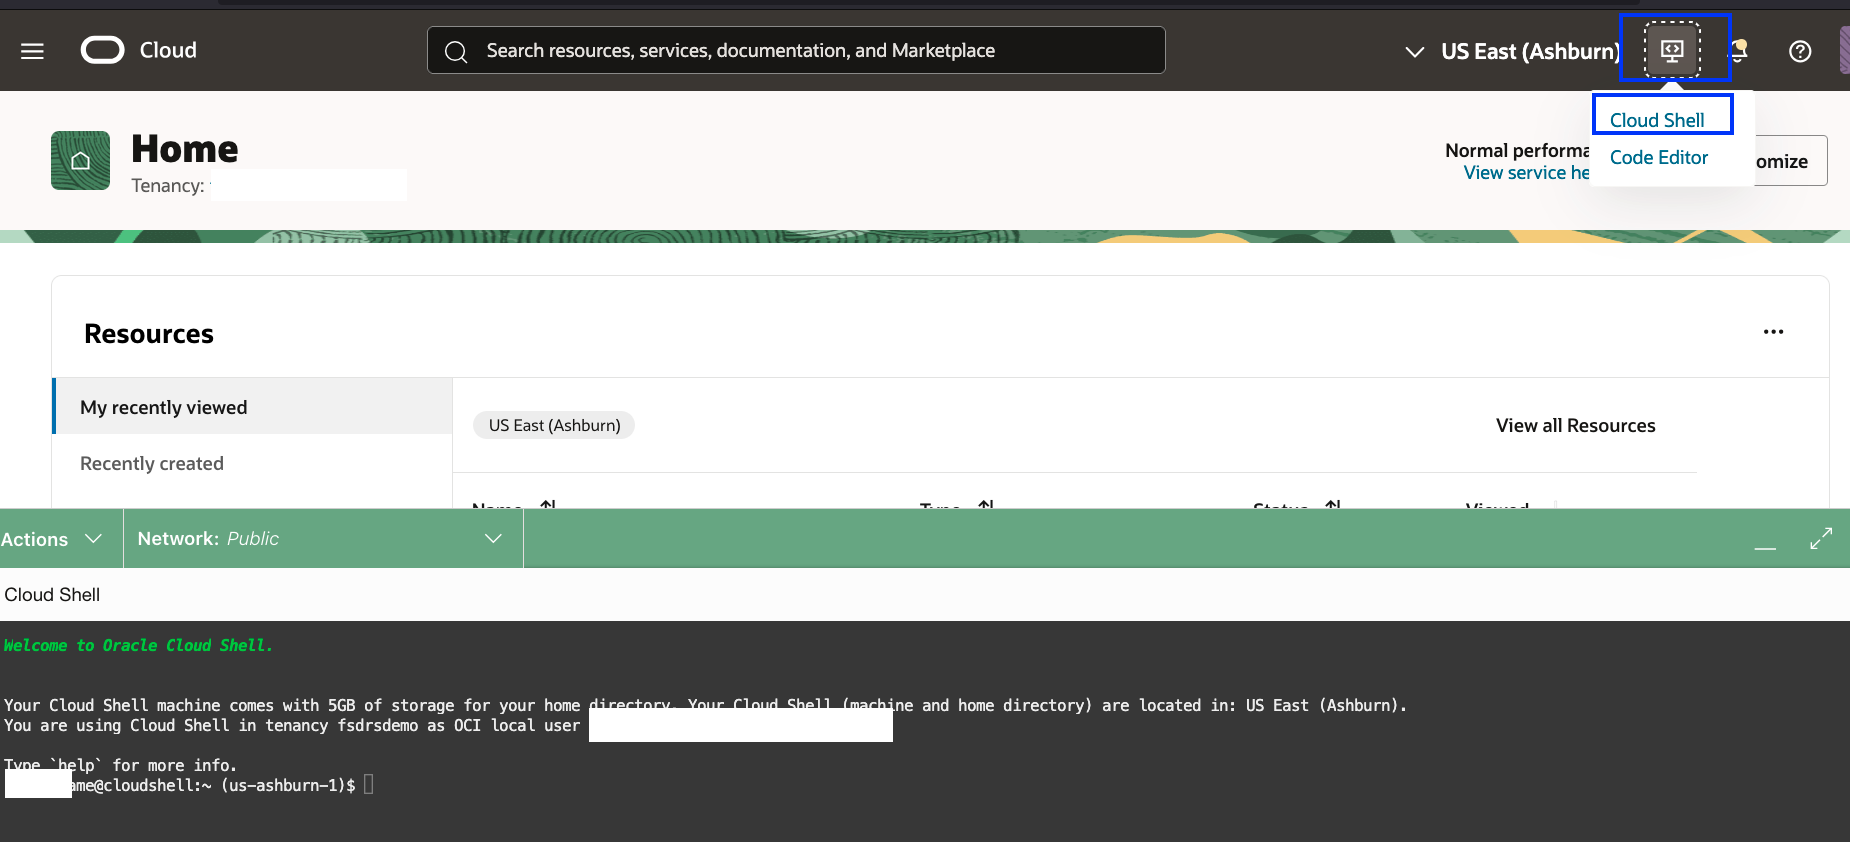 Cloud
Search resources, services, documentation, and Marketplace
US East (Ashburn)
Cloud Shell
Code Editor
Home
Tenancy:
Normal performa
View service he
omize
Resources
My recently viewed
Recently created
US East (Ashburn)
View all Resources
Name Type Status Viewed
Actions
Network: Public
Cloud Shell
Welcome to Oracle Cloud Shell.
Your Cloud Shell machine comes with 5GB of storage for your home directory. Your Cloud Shell (machine and home directory) are located in: US East (Ashburn).
You are using Cloud Shell in tenancy fsdrsdemo as OCI local user
Type `help` for more info.
ame@cloudshell:~ (us-ashburn-1)$